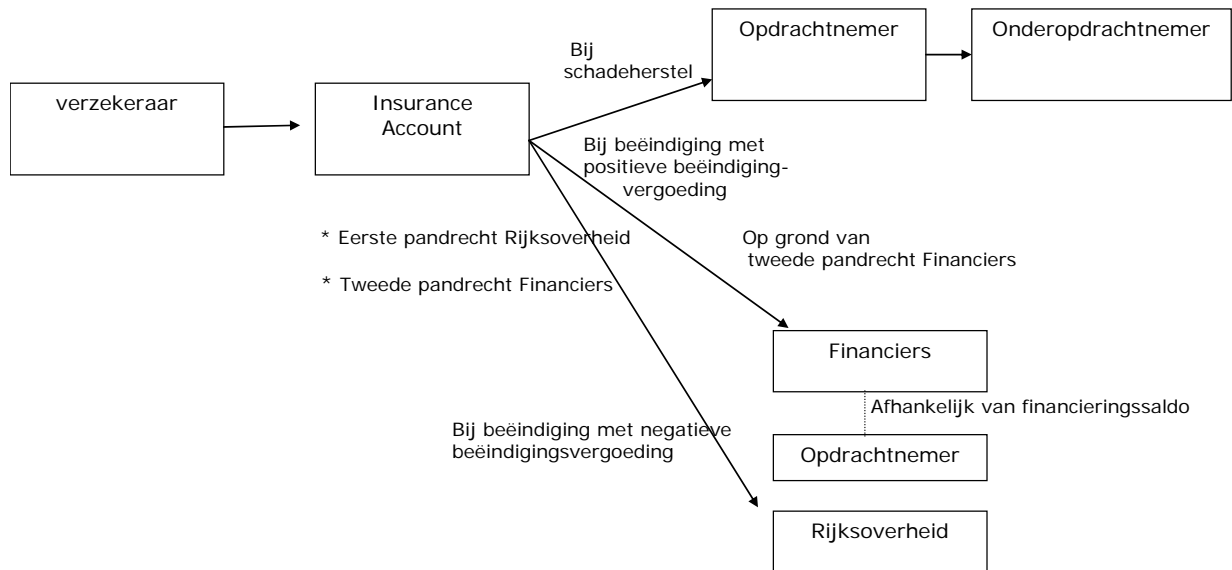 Opdrachtnemer
Onderopdrachtnemer
Bij
schadeherstel
verzekeraar
Insurance
Account
Bij beëindiging met
positieve beëindiging-
vergoeding
* Eerste pandrecht Rijksoverheid
* Tweede pandrecht Financiers
Op grond van
tweede pandrecht Financiers
Financiers
Afhankelijk van financieringssaldo
Bij beëindiging met negatieve
beëindigingsvergoeding
Opdrachtnemer
Rijksoverheid